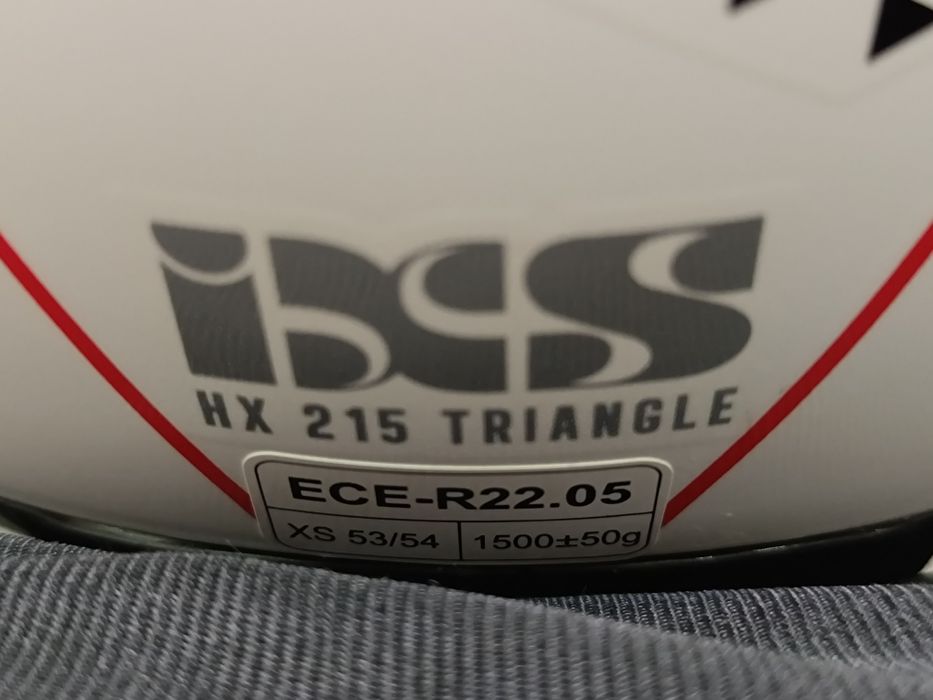 iXS
HX 215 TRIANGLE
ECE-R22.05
XS 53/54 1500±50g